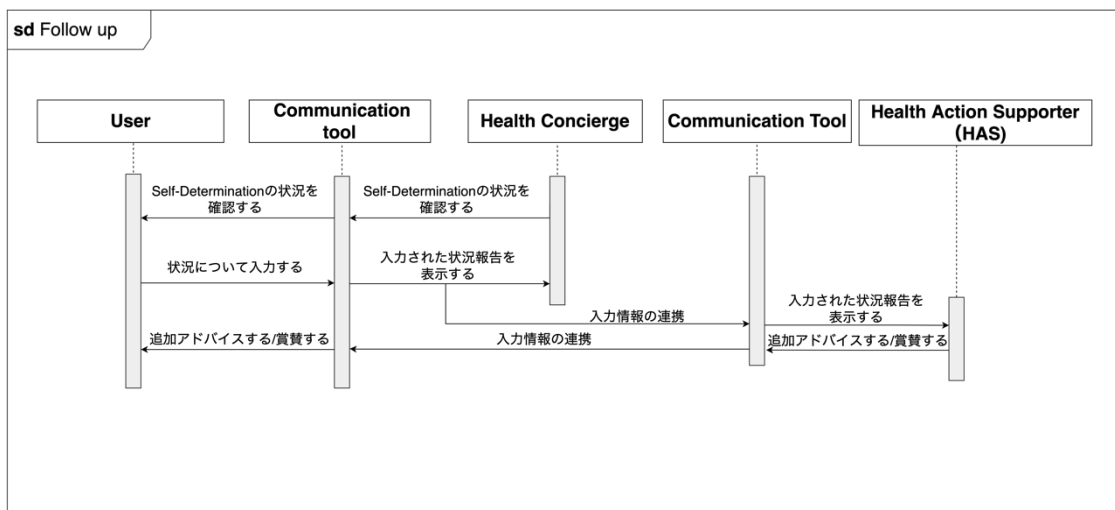 sd Follow up
User
Communication
tool
Health Concierge
Communication Tool
Health Action Supporter
（HAS)
Self-Determinationの状況を
確認する
Self-Determinationの状況を
確認する
状況について入力する
入力された状況報告を
表示する
入力情報の連携
入力された状況報告を
表示する
追加アドバイスする/賞賛する
入力情報の連携
追加アドバイスする/賞賛する